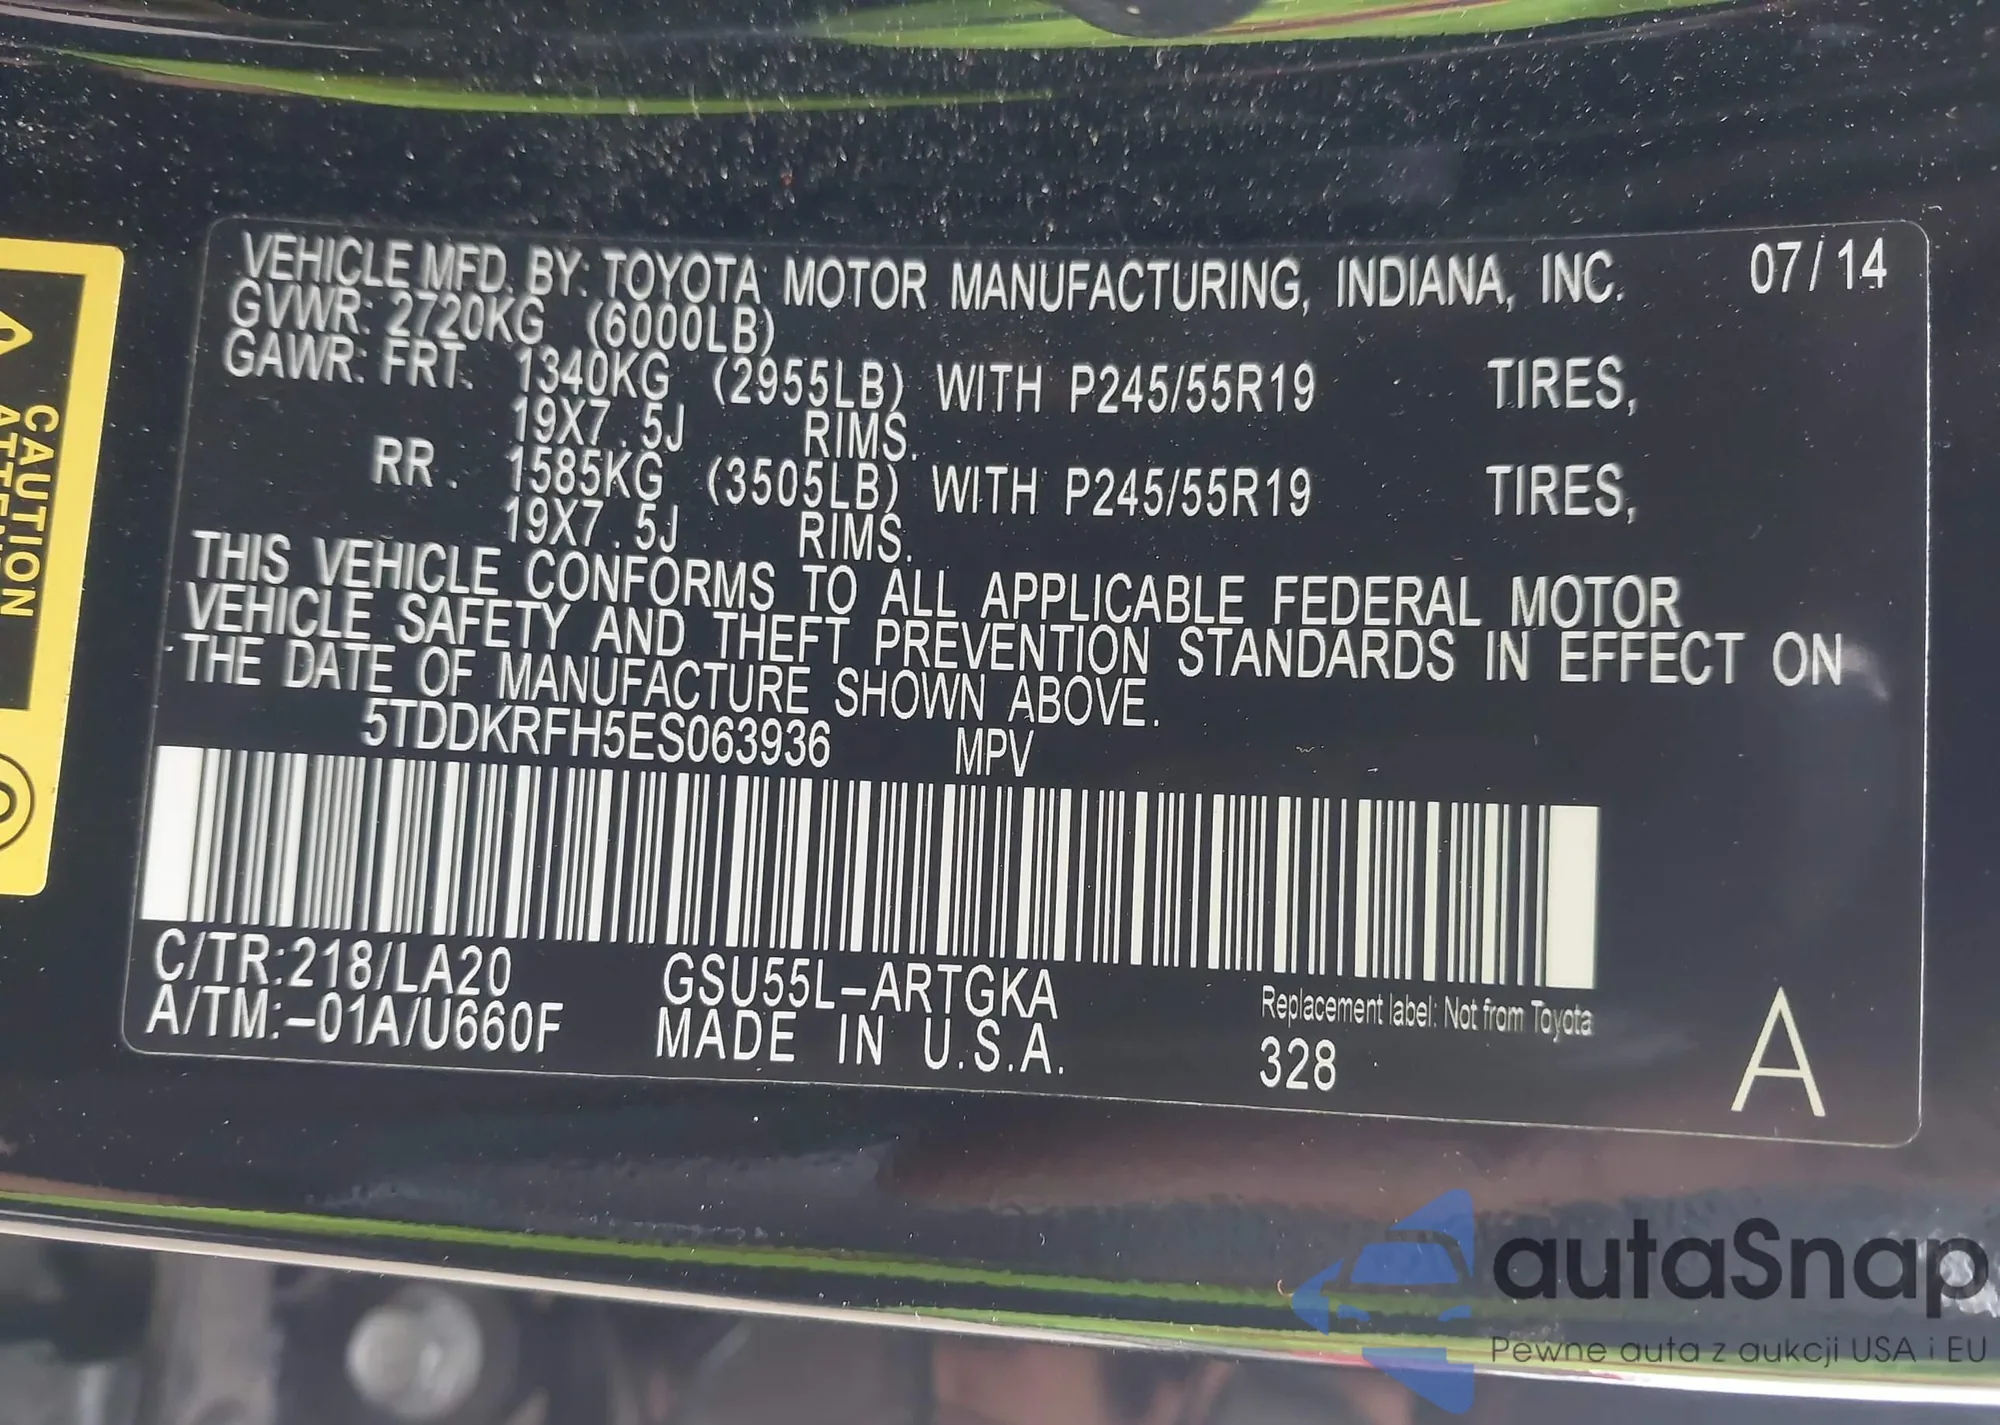 VEHICLE MFD. BY: TOYOTA MOTOR MANUFACTURING, INDIANA, INC. 07/14
GVWR: 2720KG (6000LB)
GAWR: FRT. 1340KG (2955LB) WITH P245/55R19 TIRES,
19X7.5J RIMS.
RR. 1585KG (3505LB) WITH P245/55R19 TIRES,
19X7.5J RIMS.
THIS VEHICLE CONFORMS TO ALL APPLICABLE FEDERAL MOTOR
VEHICLE SAFETY AND THEFT PREVENTION STANDARDS IN EFFECT ON
THE DATE OF MANUFACTURE SHOWN ABOVE.
5TDDKRFH5ES063936 MPV
C/TR:218/LA20 GSU55L-ARTGKA
A/TM:-01A/U660F MADE IN U.S.A.
Replacement label: Not from Toyota
328
A
CAUTION
autaSnap
Pewne auta z aukcji USA i EU